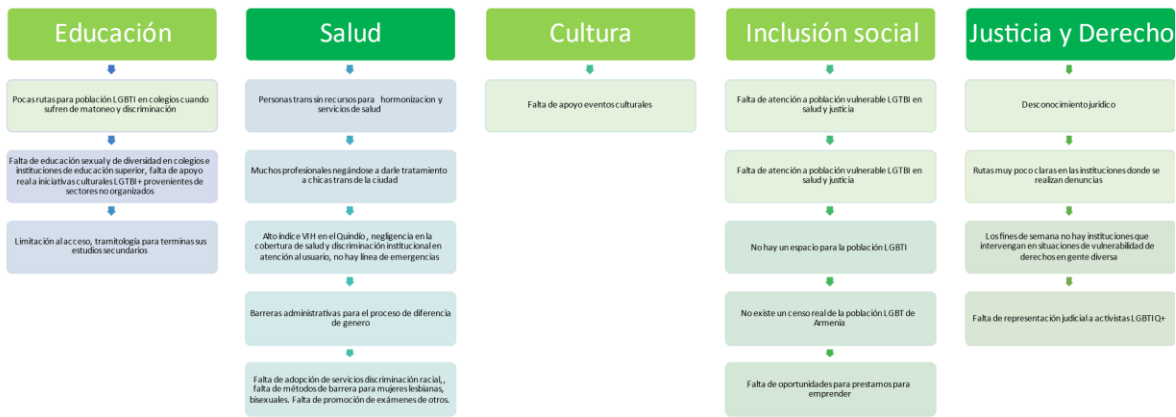 Educación
Pocas rutas para población LGBTI en colegios cuando
sufren de matoneo y discriminación
Falta de educación sexual y de diversidad en colegios e
instituciones de educación superior, falta de apoyo
real a iniciativas culturales LGTBI+ provenientes de
sectores no organizados
Limitación al acceso, tramitología para terminas sus
estudios secundarios
Salud
Personas trans sin recursos para hormonizacion y
servicios de salud
Muchos profesionales negándose a darle tratamiento
a chicas trans de la ciudad
Alto índice VIH en el Quindío , negligencia en la
cobertura de salud y discriminación institucional en
atención al usuario, no hay línea de emergencias
Barreras administrativas para el proceso de diferencia
de genero
Falta de adopción de servicios discriminación racial,,
falta de métodos de barrera para mujeres lesbianas,
bisexuales. Falta de promoción de exámenes de otros.
Cultura
Falta de apoyo eventos culturales
Inclusión social
Falta de atención a población vulnerable LGTBI en
salud y justicia
Falta de atención a población vulnerable LGTBI en
salud y justicia
No hay un espacio para la población LGBTI
No existe un censo real de la población LGBT de
Armenia
Falta de oportunidades para prestamos para
emprender
Justicia y Derecho
Desconocimiento jurídico
Rutas muy poco claras en las instituciones donde se
realizan denuncias
Los fines de semana no hay instituciones que
intervengan en situaciones de vulnerabilidad de
derechos en gente diversa
Falta de representación judicial a activistas LGBTIQ+